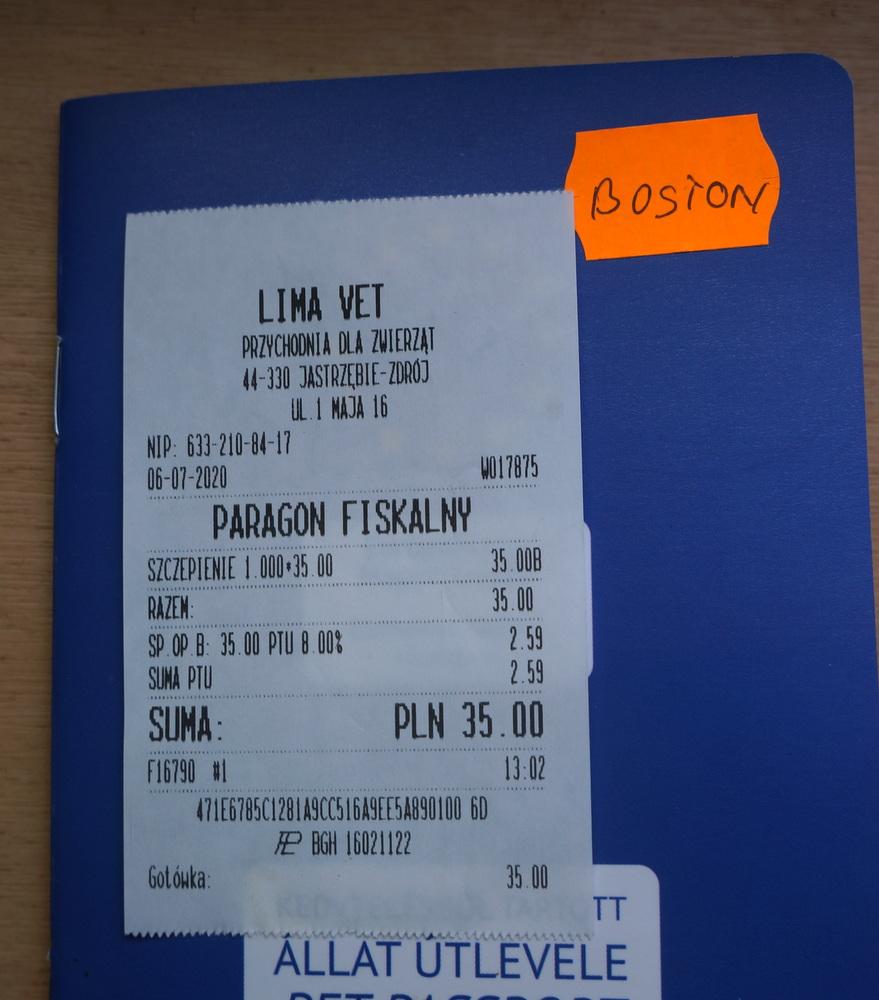 BOSTON
LIMA VET
PRZYCHODNIA DLA ZWIERZĄT
44-330 JASTRZĘBIE-ZDRÓJ
UL.1 MAJA 16
NIP: 633-210-84-17
06-07-2020 W017875
PARAGON FISKALNY
SZCZEPIENIE 1.000*35.00 35.00B
RAZEM: 35.00
SP.OP.B: 35.00 PTU 8.00% 2.59
SUMA PTU 2.59
SUMA: PLN 35.00
F16790 #1 13:02
471E6785C1281A9CC516A9EE5A890100 6D
BGH 16021122
Gotówka: 35.00
KEDVTELÉSBŐL TARTOTT
ÁLLAT ÚTLEVELE
PET PASSPORT